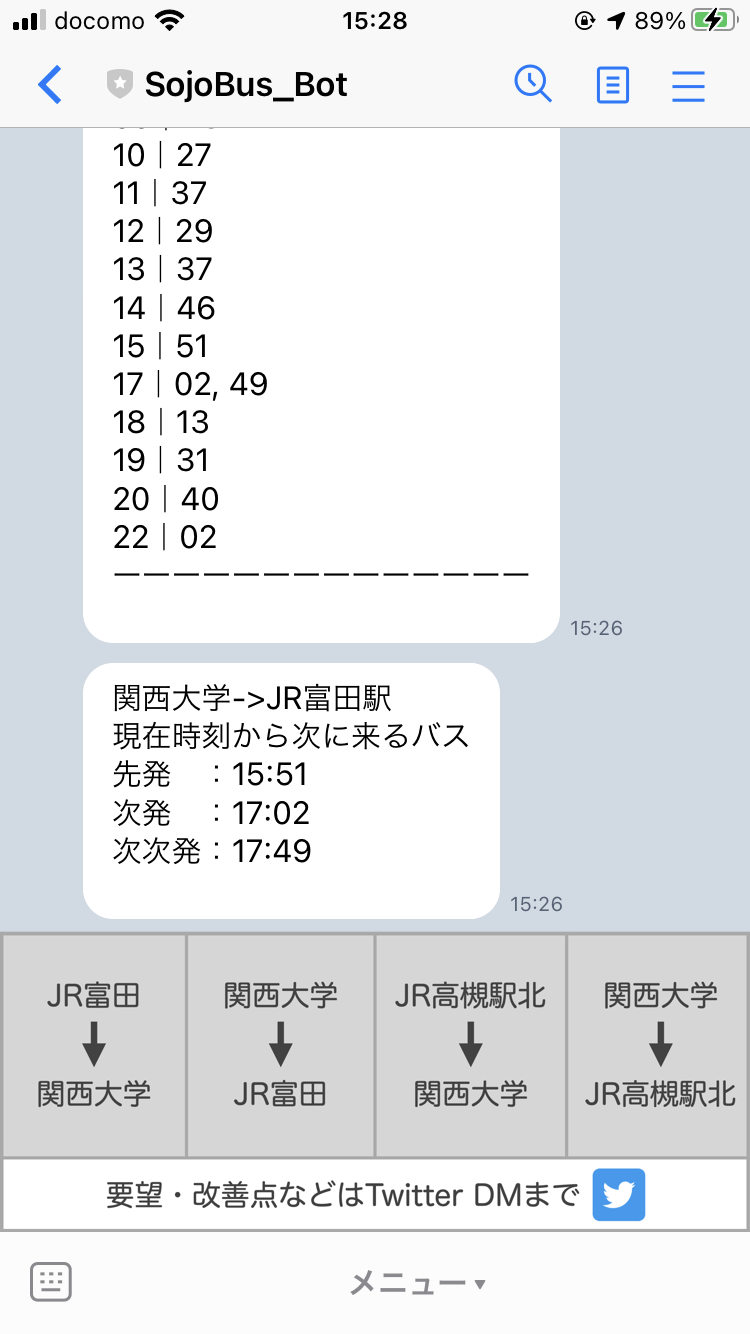 docomo 15:28 89%
SojoBus_Bot
10｜27
11｜37
12｜29
13｜37
14｜46
15｜51
17｜02, 49
18｜13
19｜31
20｜40
22｜02
ーーーーーーーーーーーーーー
15:26
関西大学->JR富田駅
現在時刻から次に来るバス
先発　：15:51
次発　：17:02
次次発：17:49
15:26
JR富田
↓
関西大学
関西大学
↓
JR富田
JR高槻駅北
↓
関西大学
関西大学
↓
JR高槻駅北
要望・改善点などはTwitter DMまで
メニュー▼